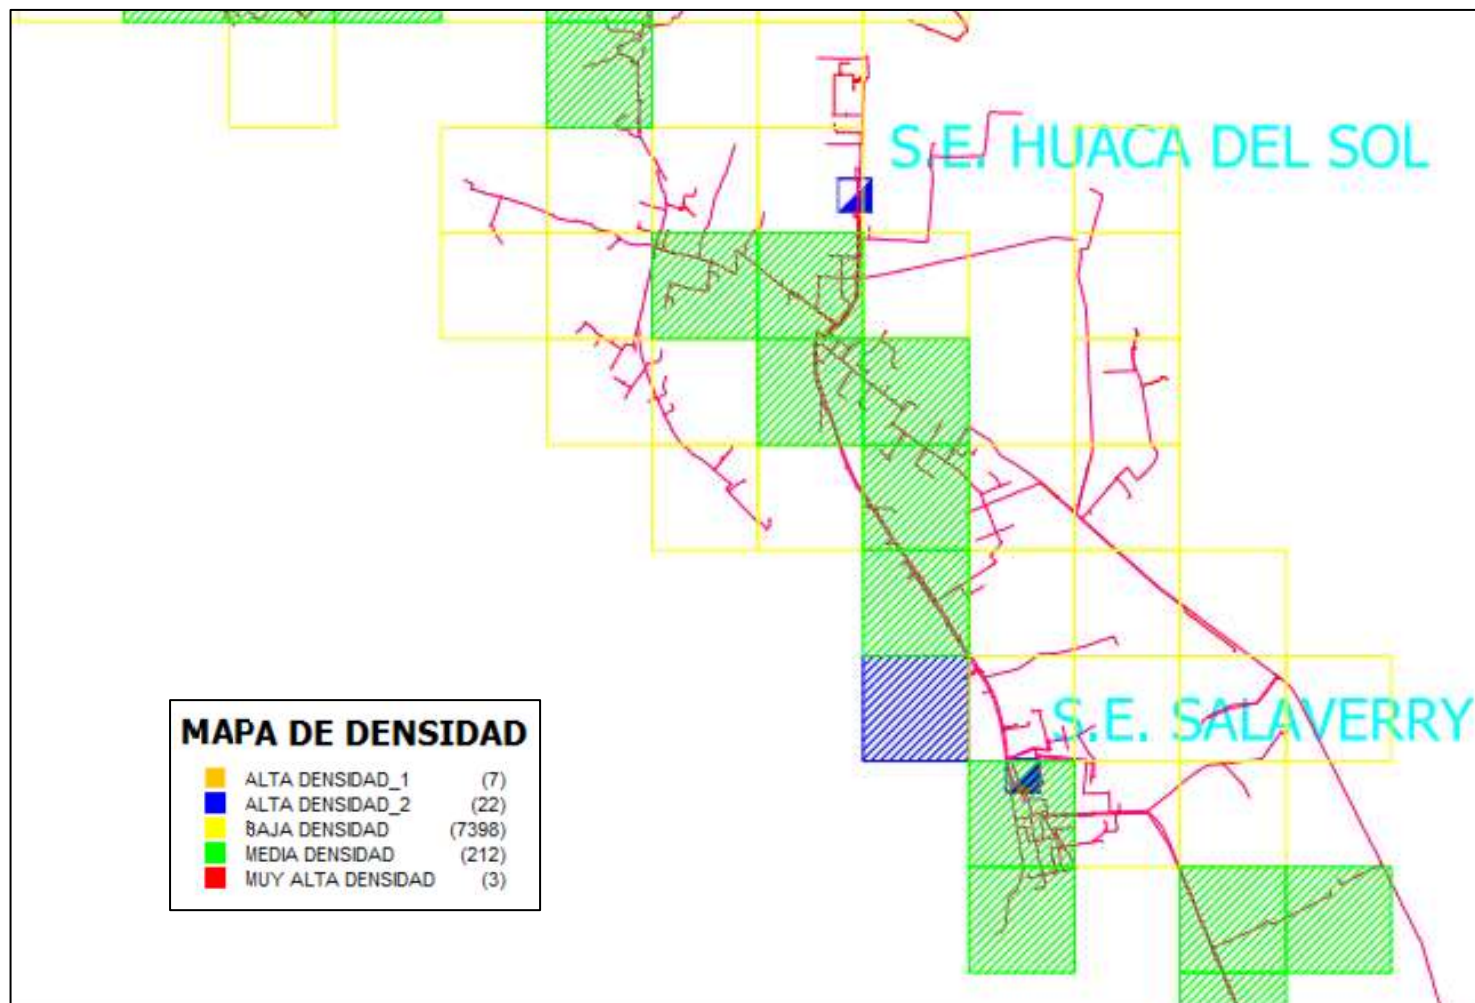 S.E. HUACA DEL SOL
S.E. SALAVERRY
MAPA DE DENSIDAD
ALTA DENSIDAD_1 (7)
ALTA DENSIDAD_2 (22)
BAJA DENSIDAD (7398)
MEDIA DENSIDAD (212)
MUY ALTA DENSIDAD (3)